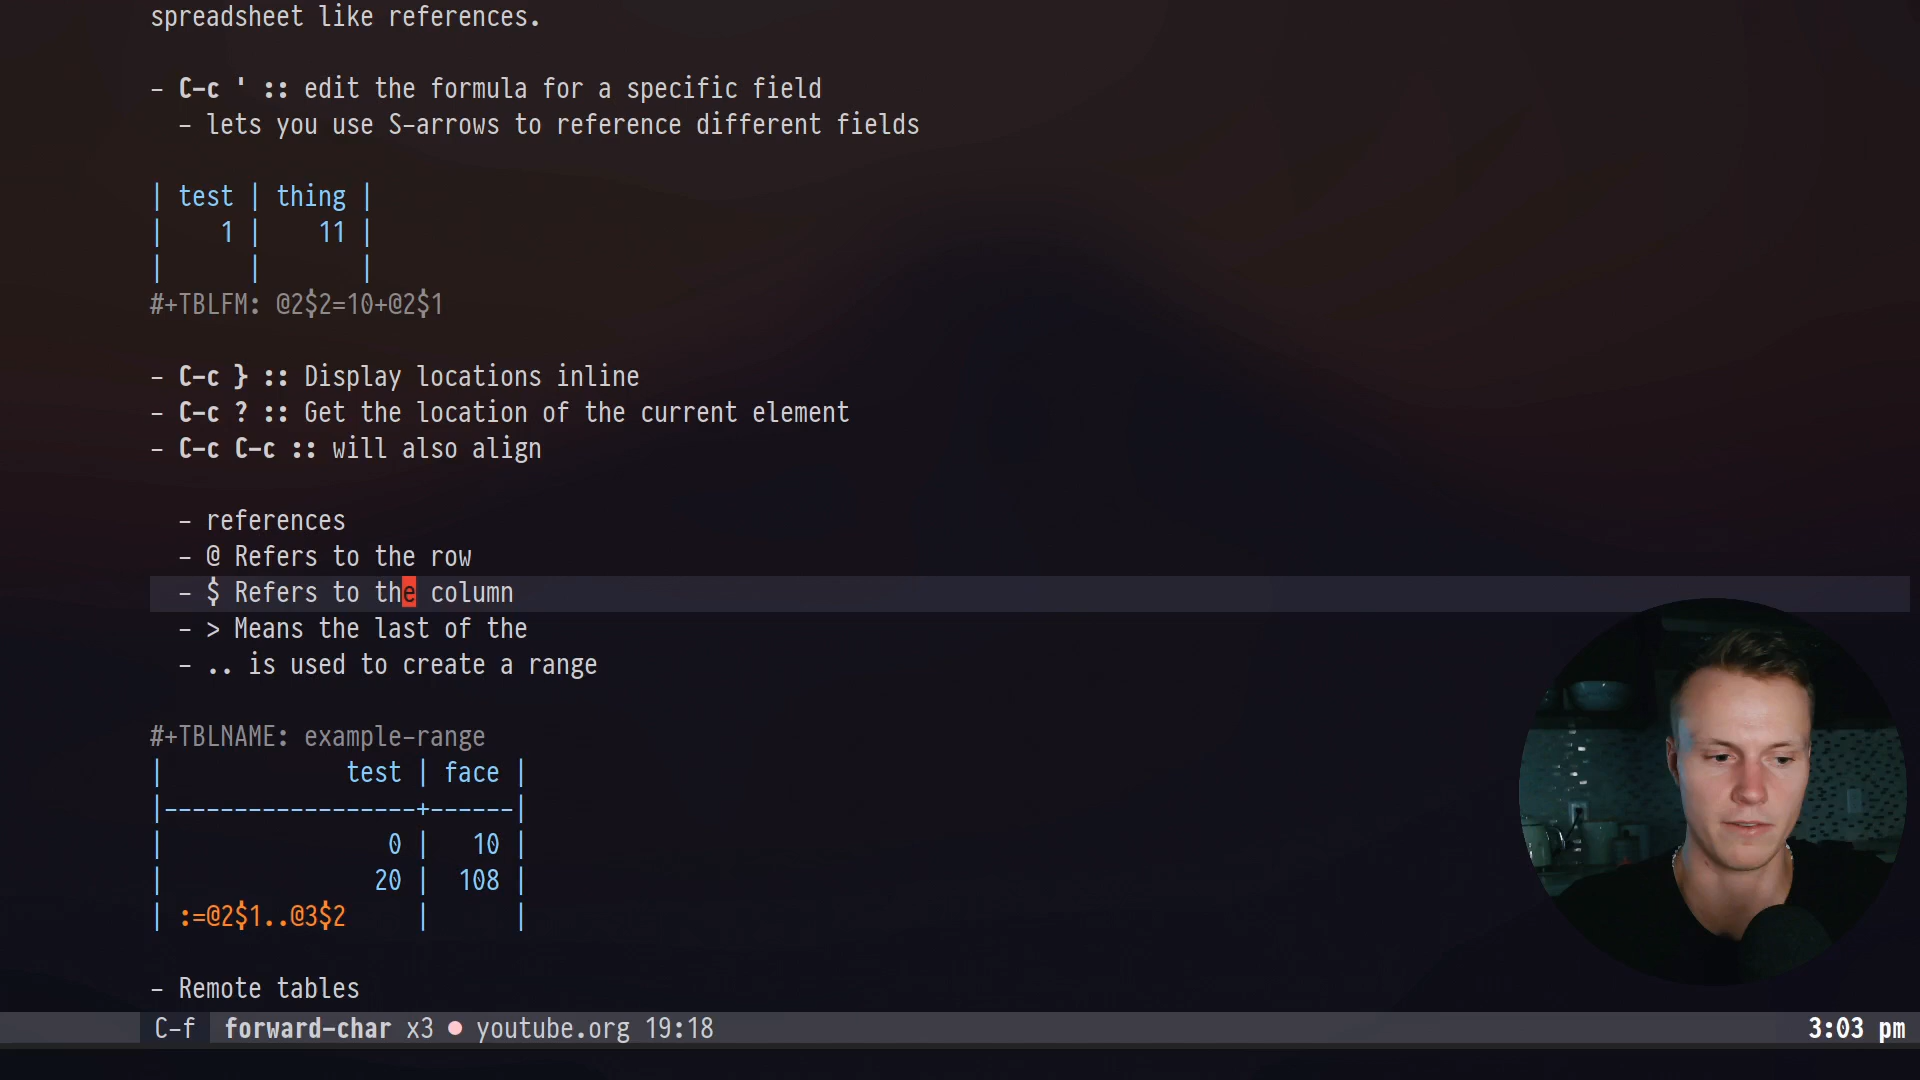 spreadsheet like references.
– C–c ' :: edit the formula for a specific field
– lets you use S–arrows to reference different fields
| test | thing |
| 1 | 11 |
| | |
#+TBLFM: @2$2=10+@2$1
– C–c } :: Display locations inline
– C–c ? :: Get the location of the current element
– C–c C–c :: will also align
– references
– @ Refers to the row
– $ Refers to the column
– > Means the last of the
– .. is used to create a range
#+TBLNAME: example–range
| test | face |
|------------------+------|
| 0 | 10 |
| 20 | 108 |
| :=@2$1..@3$2 | |
– Remote tables
C–f forward–char x3 ● youtube.org 19:18 3:03 pm